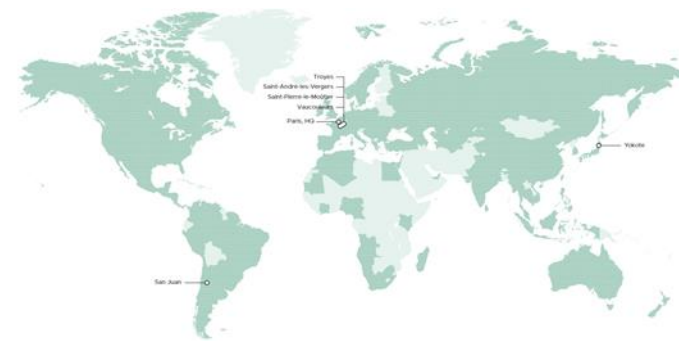 Troyes
Saint-André-les-Vergers
Saint-Pierre-le-Moûtier
Vaucouleurs
Paris, HQ
Yokote
San Juan